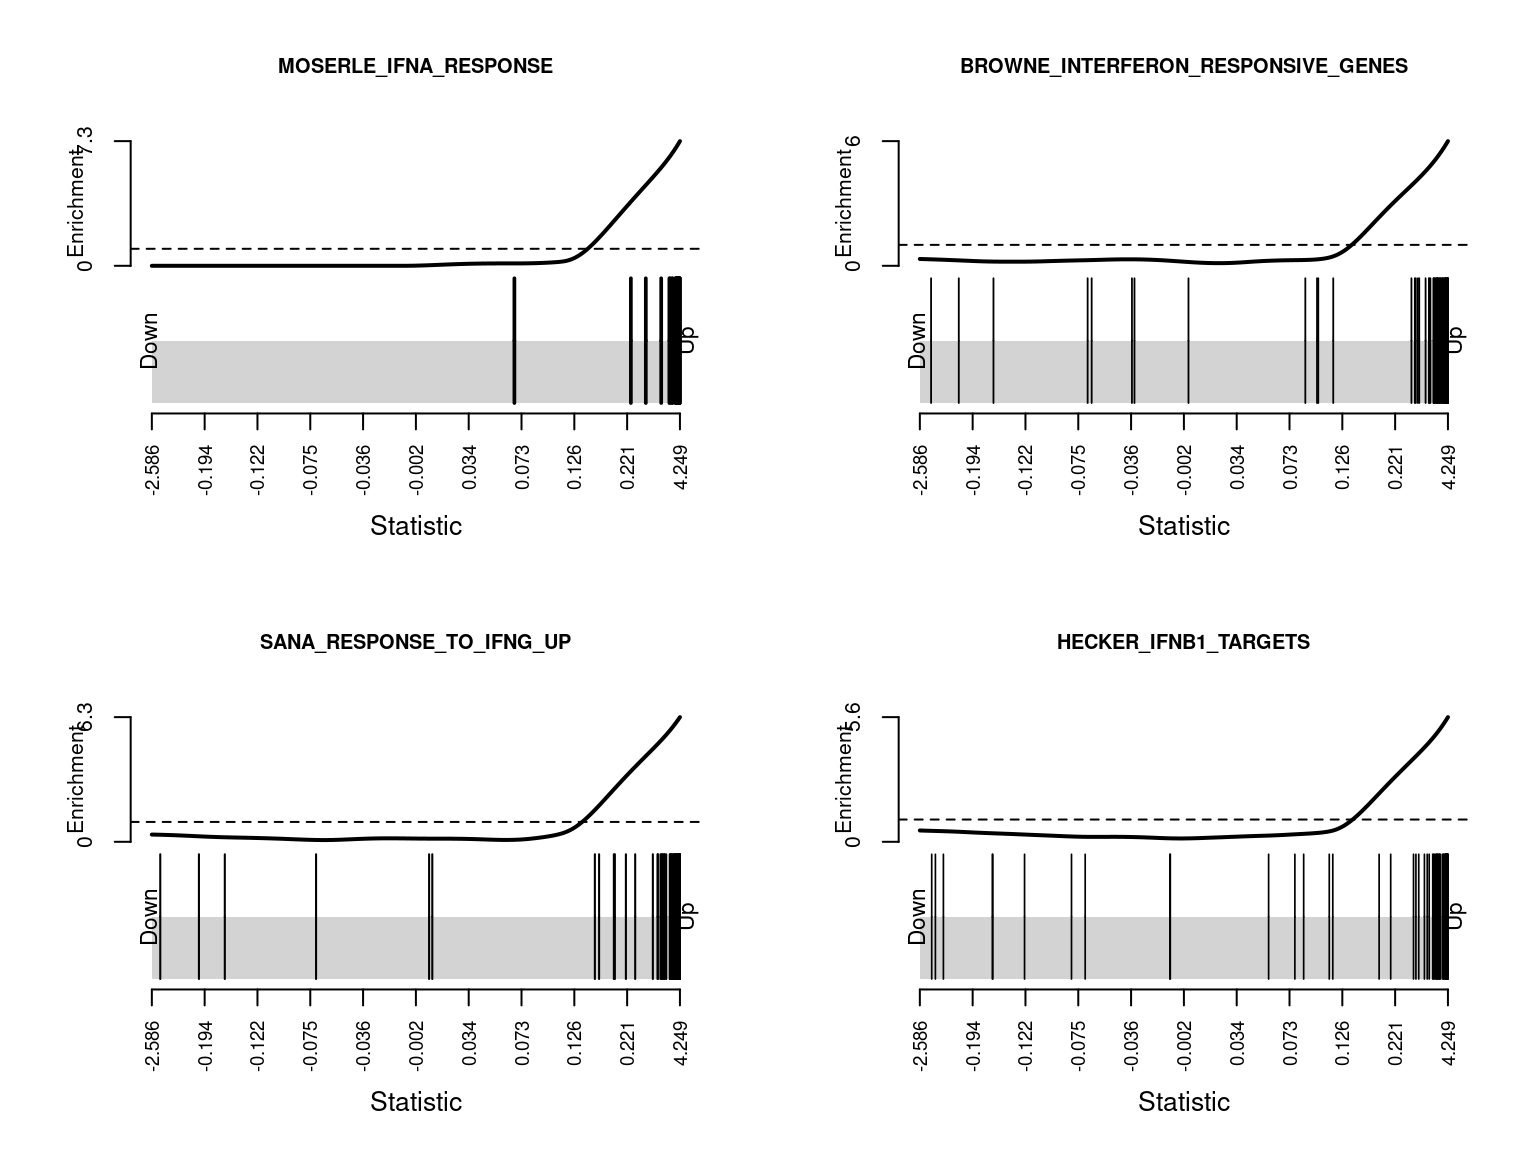 MOSERLE_IFNA_RESPONSE
Enrichment
0 7.3
Down
Up
-2.586 -0.194 -0.122 -0.075 -0.036 -0.002 0.034 0.073 0.126 0.221 4.249
Statistic
BROWNE_INTERFERON_RESPONSIVE_GENES
Enrichment
0 6
Down
Up
-2.586 -0.194 -0.122 -0.075 -0.036 -0.002 0.034 0.073 0.126 0.221 4.249
Statistic
SANA_RESPONSE_TO_IFNG_UP
Enrichment
0 6.3
Down
Up
-2.586 -0.194 -0.122 -0.075 -0.036 -0.002 0.034 0.073 0.126 0.221 4.249
Statistic
HECKER_IFNB1_TARGETS
Enrichment
0 5.6
Down
Up
-2.586 -0.194 -0.122 -0.075 -0.036 -0.002 0.034 0.073 0.126 0.221 4.249
Statistic